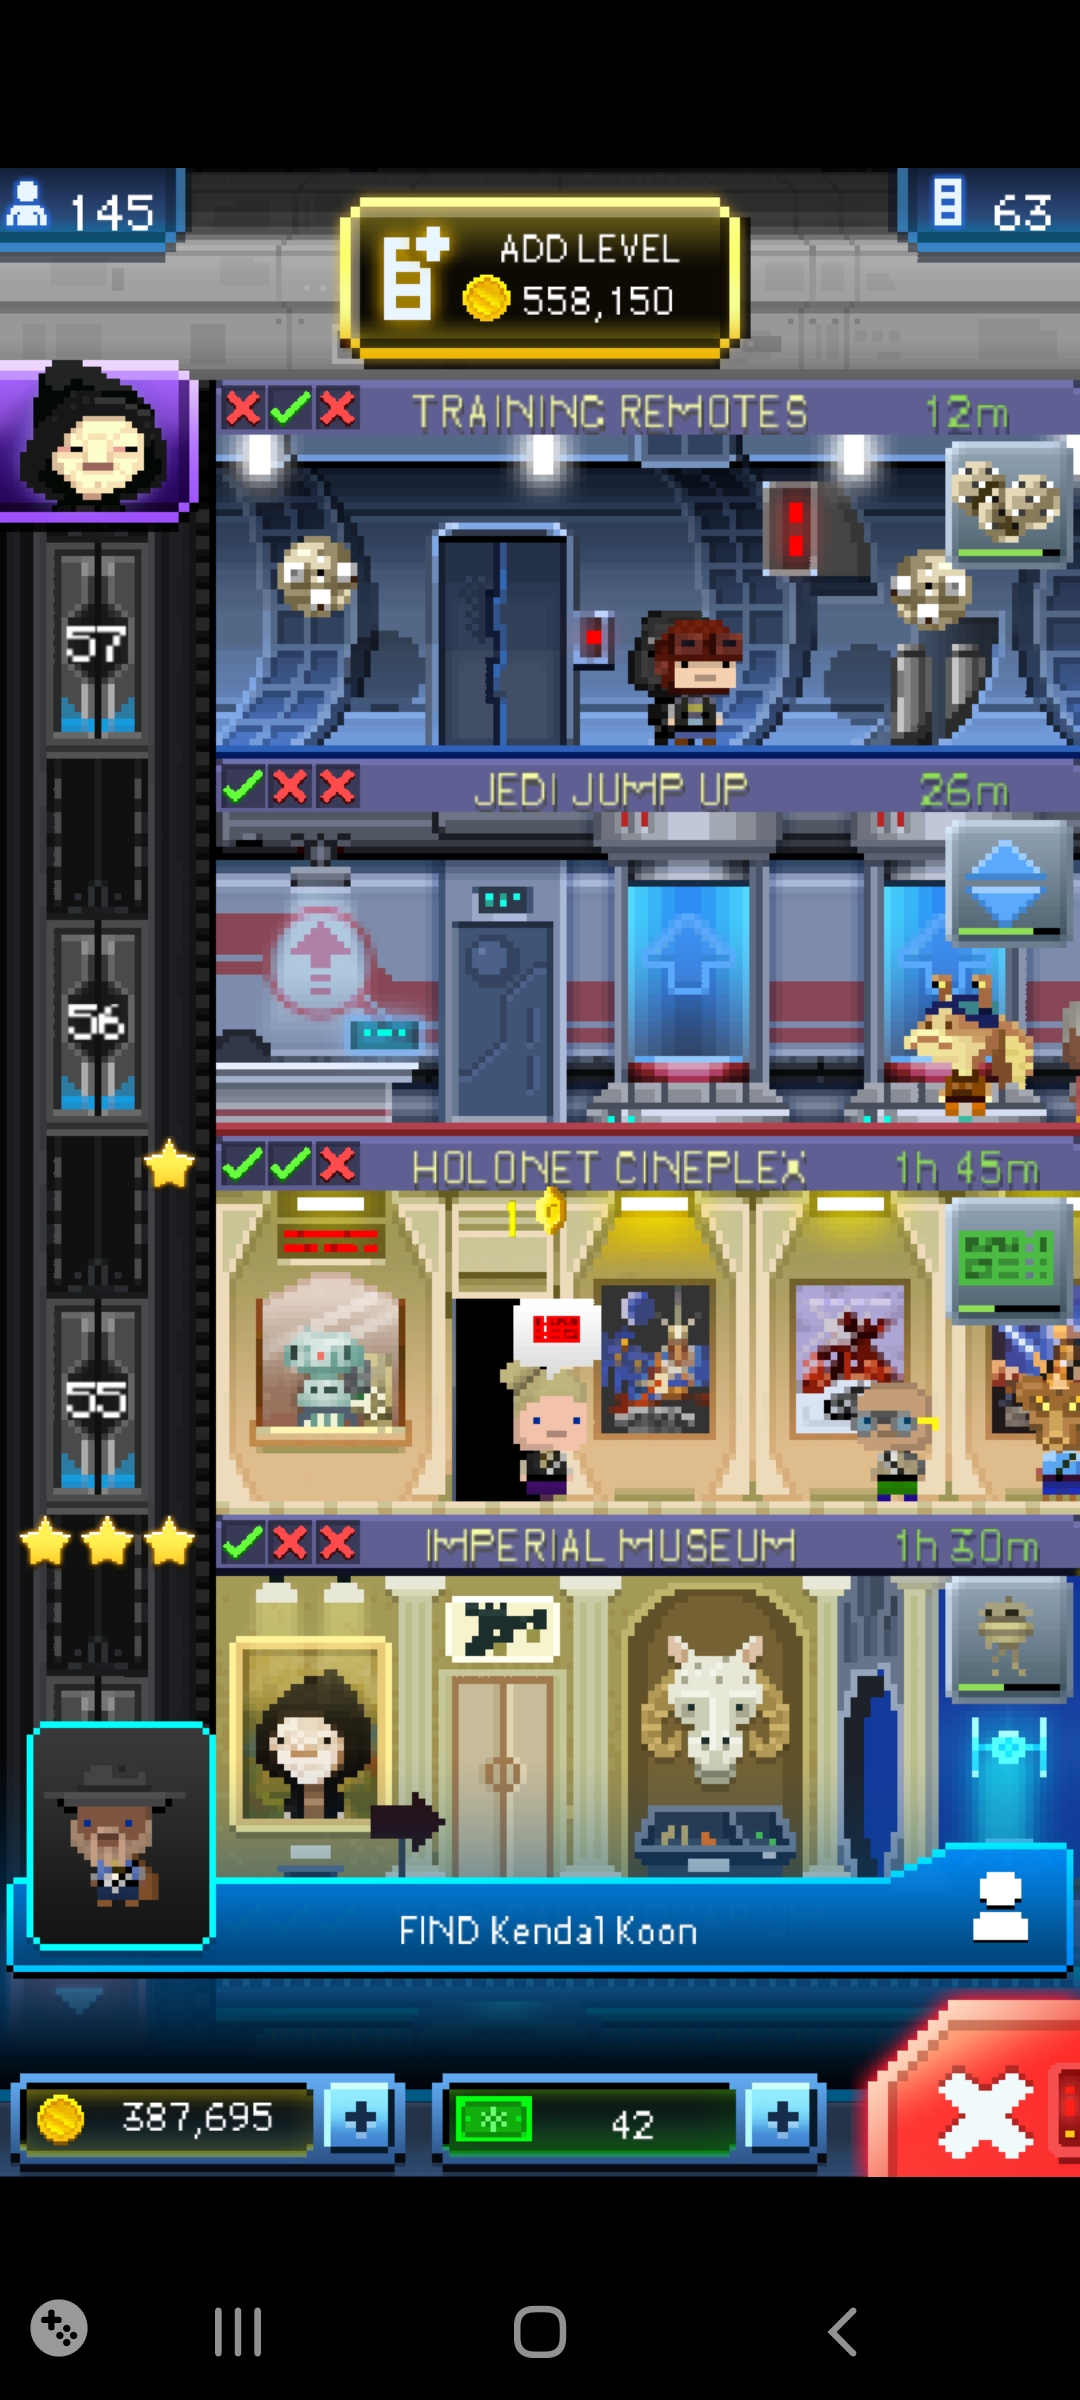 145
ADD LEVEL
558,150
63
TRAINING REMOTES 12m
57
JEDI JUMP UP 26m
56
HOLONET CINEPLEX 1h 45m
1
55
IMPERIAL MUSEUM 1h 30m
FIND Kendal Koon
387,695
42